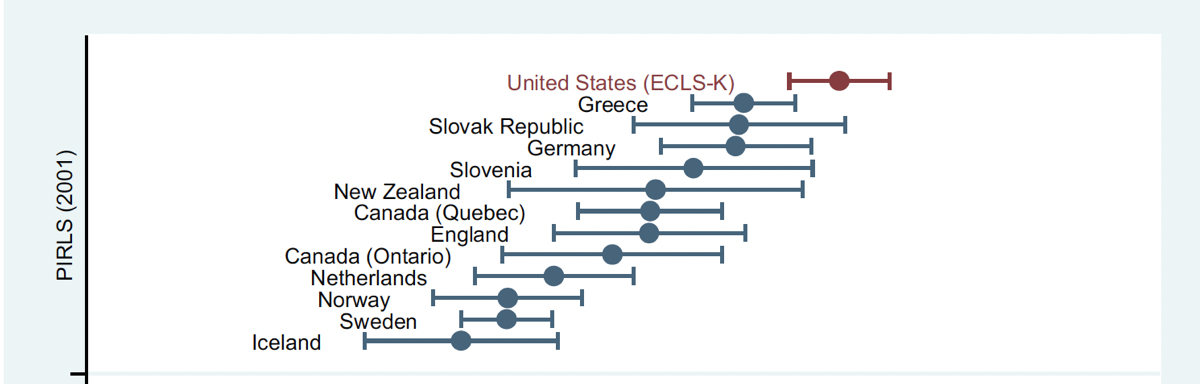 PIRLS (2001)
United States (ECLS-K)
Greece
Slovak Republic
Germany
Slovenia
New Zealand
Canada (Quebec)
England
Canada (Ontario)
Netherlands
Norway
Sweden
Iceland